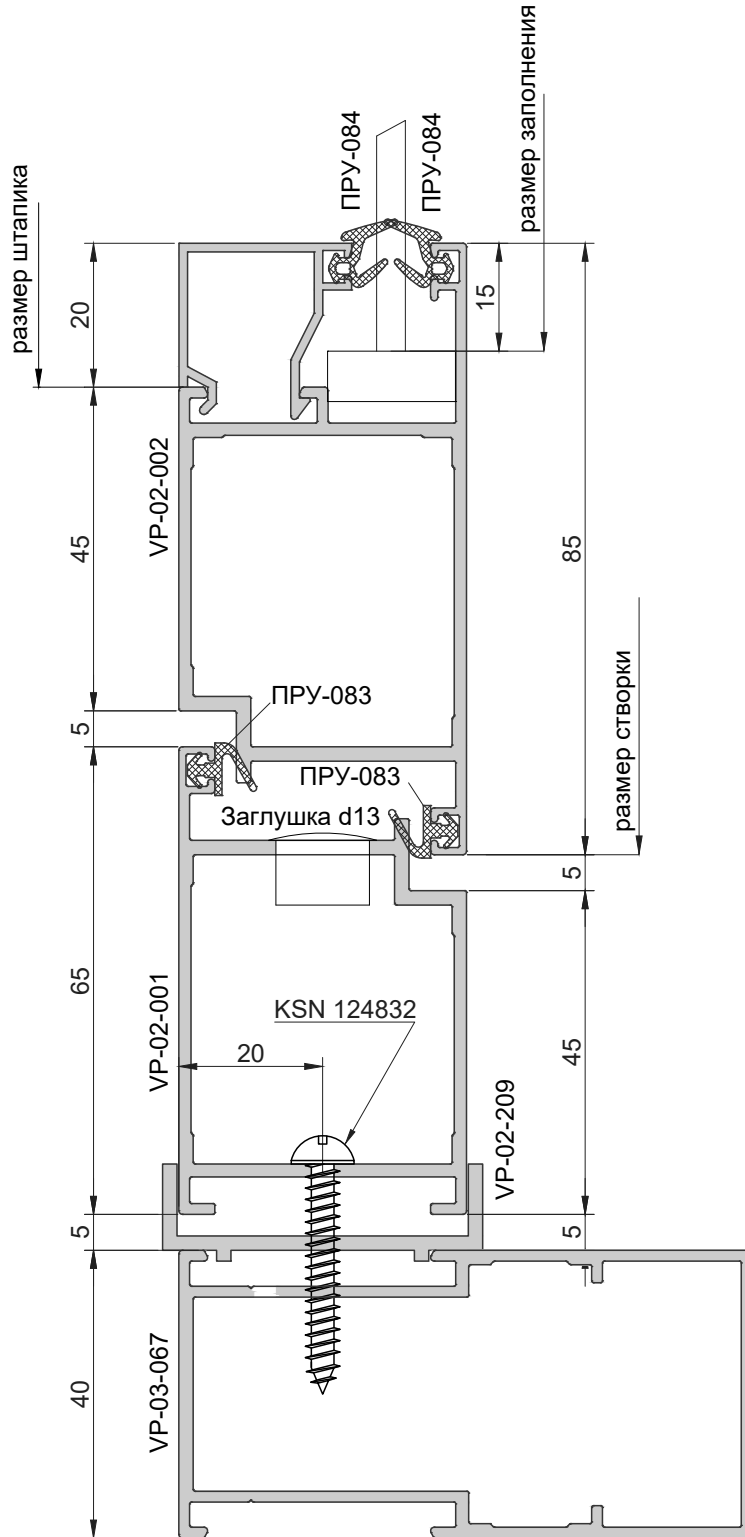 размер штапика
ПРУ-084
ПРУ-084
размер заполнения
20
15
VP-02-002
45
85
5
ПРУ-083
ПРУ-083
размер створки
Заглушка d13
5
65
VP-02-001
KSN 124832
20
45
VP-02-209
5
5
VP-03-067
40